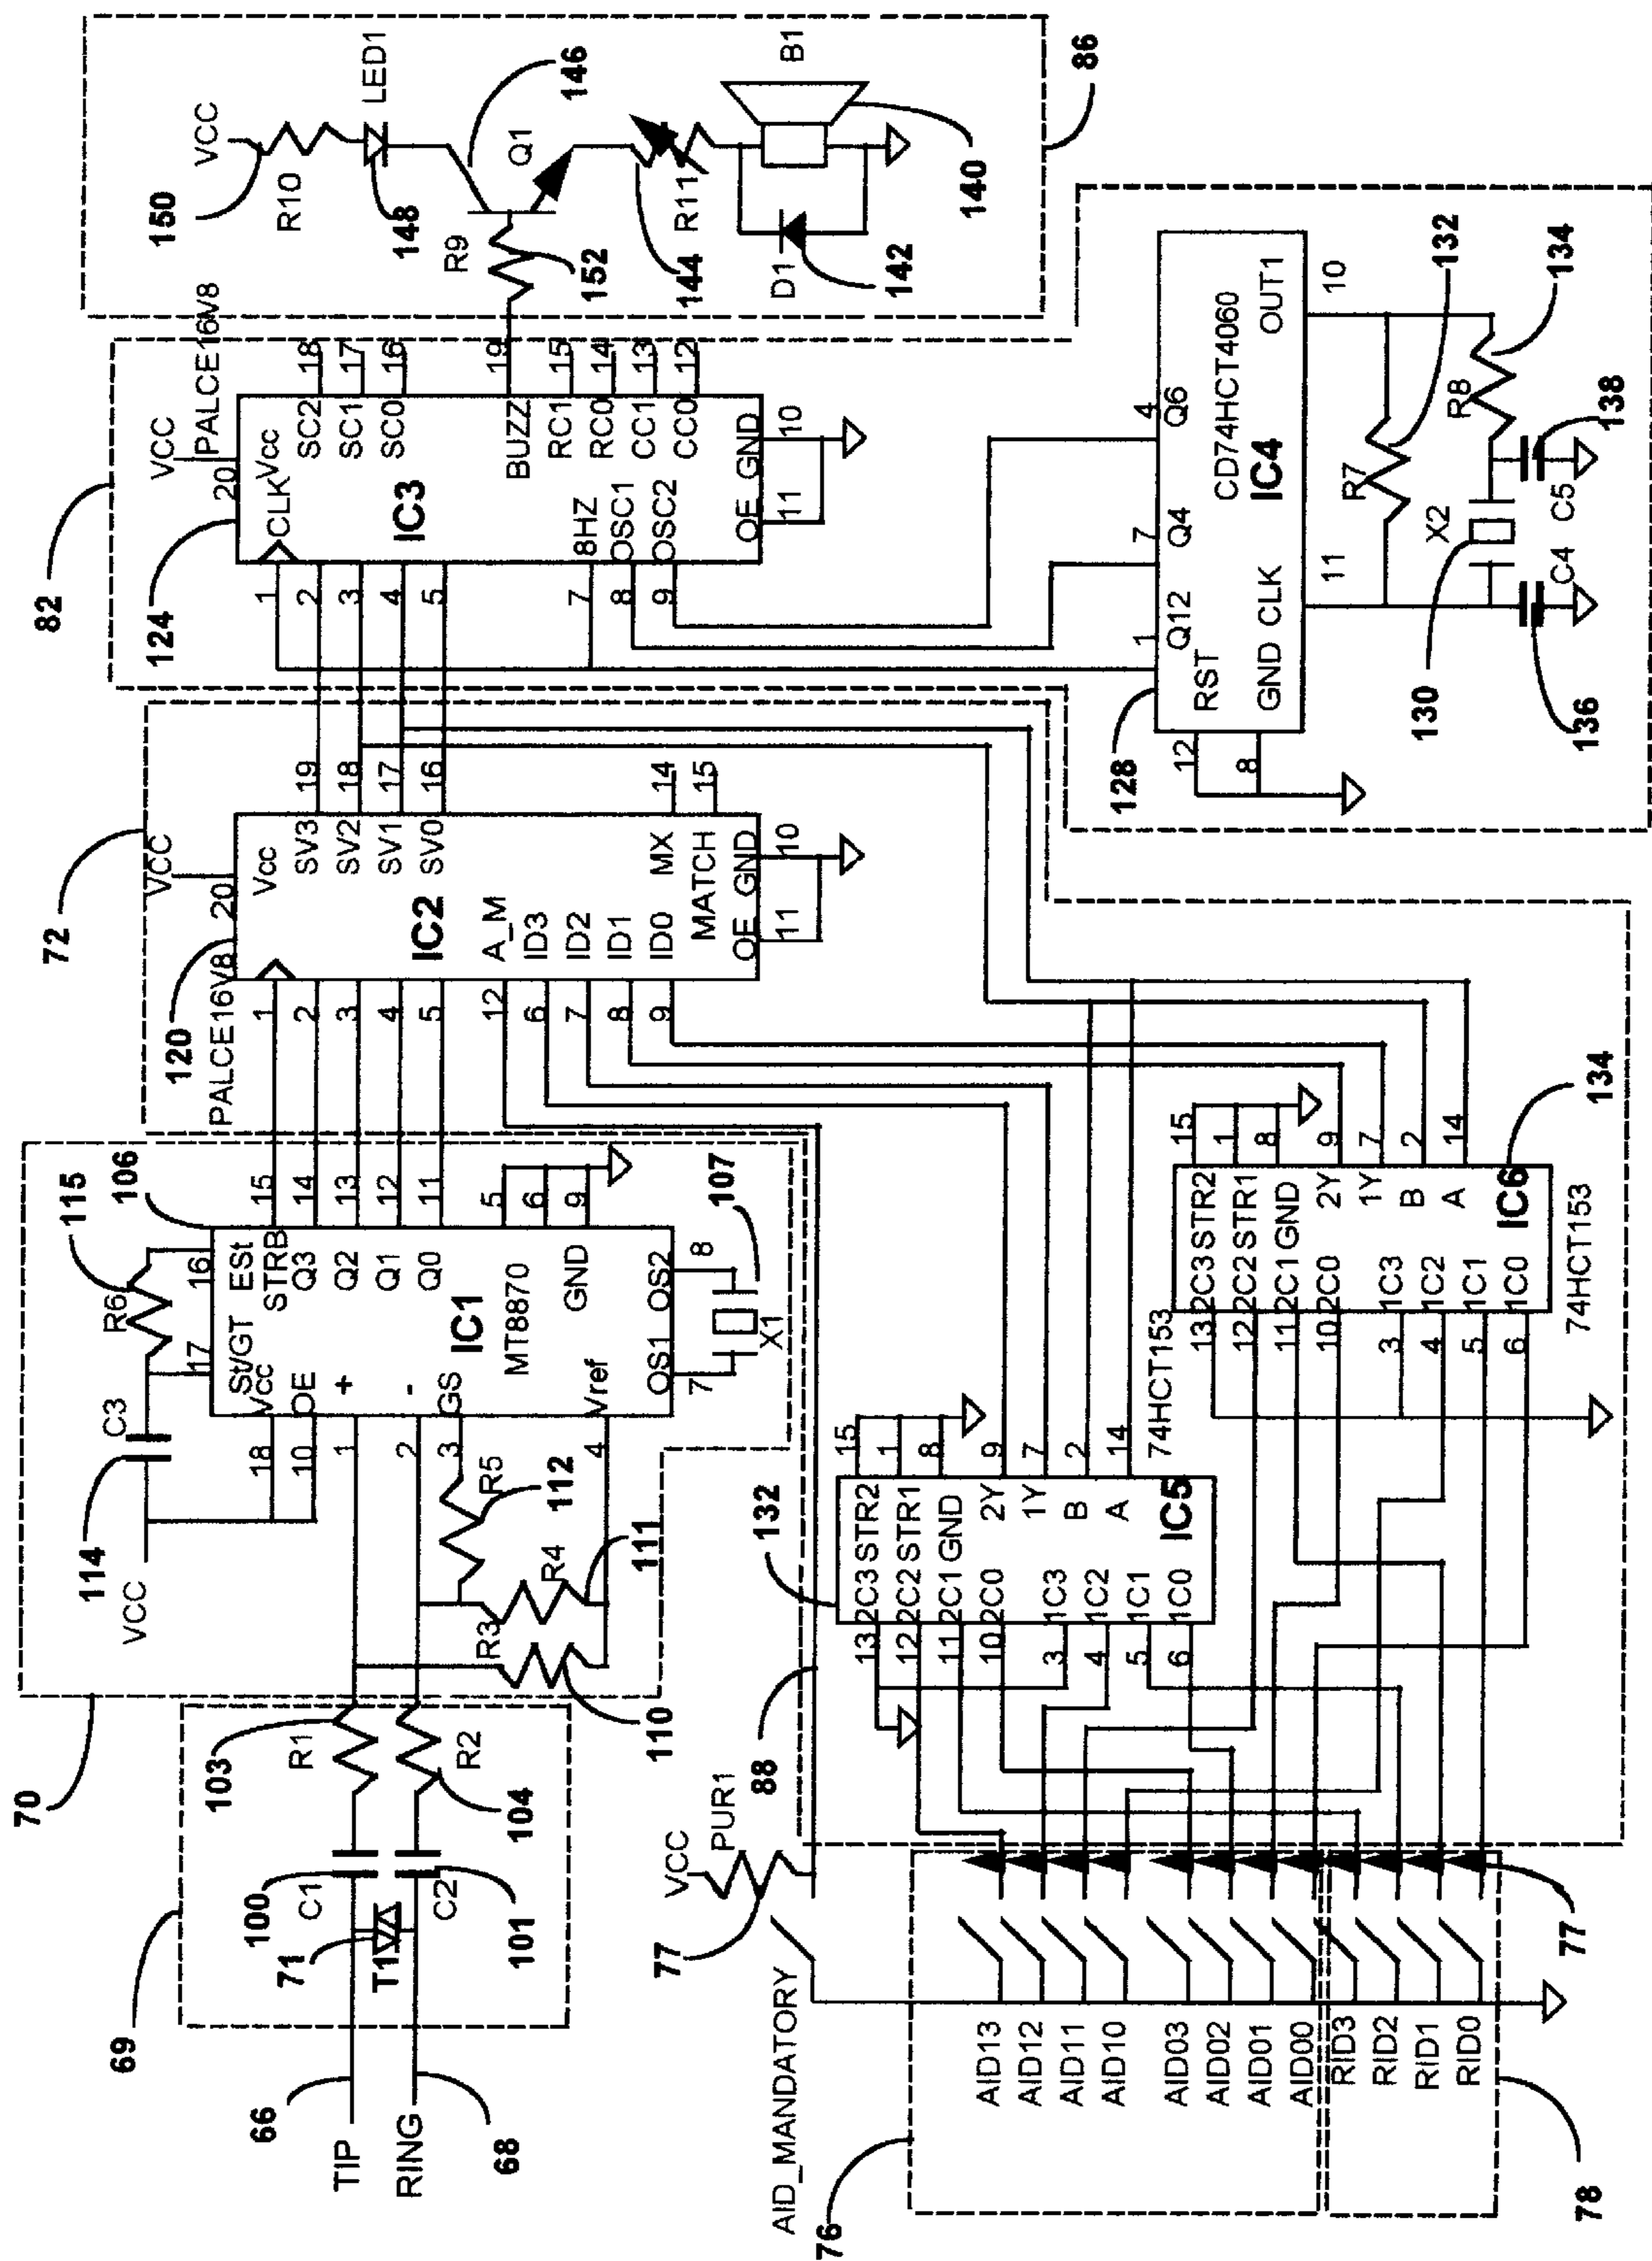 150
VCC
R10
LED1
148
146
Q1
R9
152
144
R11
D1
142
B1
140
86
82
124
VCC
20
PALCE16V8
CLK
Vcc
IC3
SC2
SC1
SC0
BUZZ
RC1
RC0
CC1
CC0
8HZ
OSC1
OSC2
OE
GND
18
17
16
19
15
14
13
12
1
2
3
4
5
7
8
9
11
10
72
120
VCC
20
PALCE16V8
Vcc
IC2
SV3
SV2
SV1
SV0
A_M
ID3
ID2
ID1
ID0
MX
MATCH
OE
GND
19
18
17
16
14
15
1
2
3
4
5
12
6
7
8
9
11
10
128
CD74HCT4060
IC4
RST
GND
CLK
OUT1
Q12
Q4
Q6
1
7
4
12
8
11
10
R7
132
R8
134
X2
130
C4
136
C5
138
70
114
VCC
C3
R6
115
106
17
16
St/GT
ESt
Vcc
OE
+
-
GS
Vref
IC1
MT8870
STRB
Q3
Q2
Q1
Q0
GND
OS1
OS2
18
10
1
2
3
4
15
14
13
12
11
5
6
9
7
8
X1
107
R5
112
R4
111
R3
110
69
103
R1
R2
104
100
C1
C2
101
71
T1
66
TIP
RING
68
VCC
PUR1
77
88
AID_MANDATORY
132
IC5
74HCT153
2C3
STR2
2C2
STR1
2C1
GND
2C0
2Y
1C3
1Y
1C2
B
1C1
A
1C0
13
12
11
10
3
4
5
6
15
1
8
9
7
2
14
134
IC6
74HCT153
2C3
STR2
2C2
STR1
2C1
GND
2C0
2Y
1C3
1Y
1C2
B
1C1
A
1C0
13
12
11
10
3
4
5
6
15
1
8
9
7
2
14
76
AID13
AID12
AID11
AID10
AID03
AID02
AID01
AID00
RID3
RID2
RID1
RID0
77
78